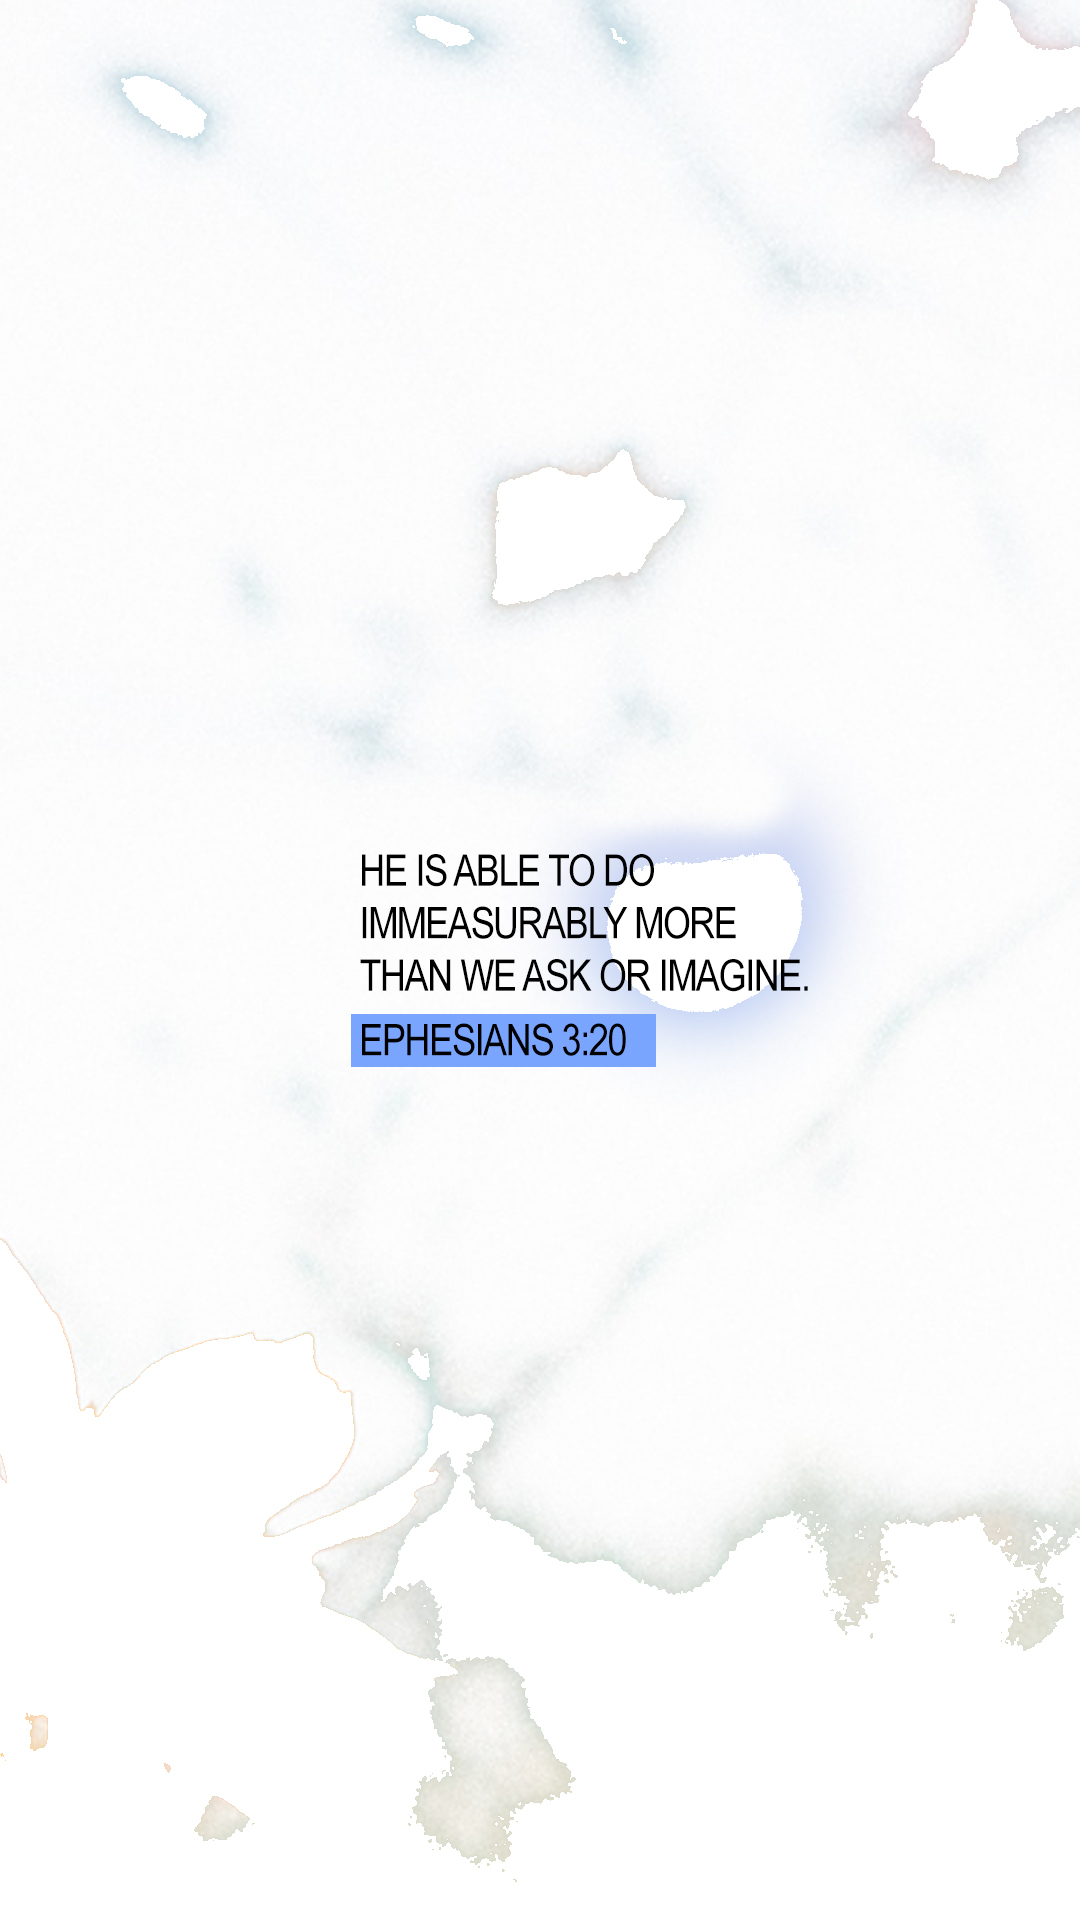 HE IS ABLE TO DO
IMMEASURABLY MORE
THAN WE ASK OR IMAGINE.
EPHESIANS 3:20